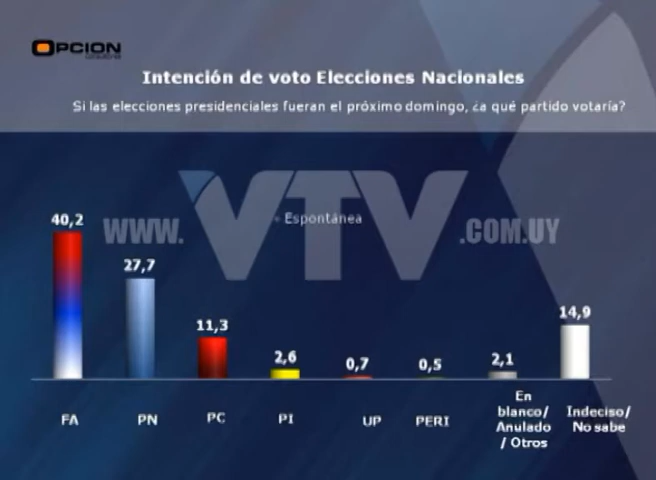 OPCION
Intención de voto Elecciones Nacionales
Si las elecciones presidenciales fueran el próximo domingo, ¿a qué partido votaría?
WWW. VTV .COM.UY
Espontánea
40,2
27,7
11,3
2,6
0,7
0,5
2,1
14,9
FA
PN
PC
PI
UP
PERI
En
blanco/
Anulado
/ Otros
Indeciso/
No sabe